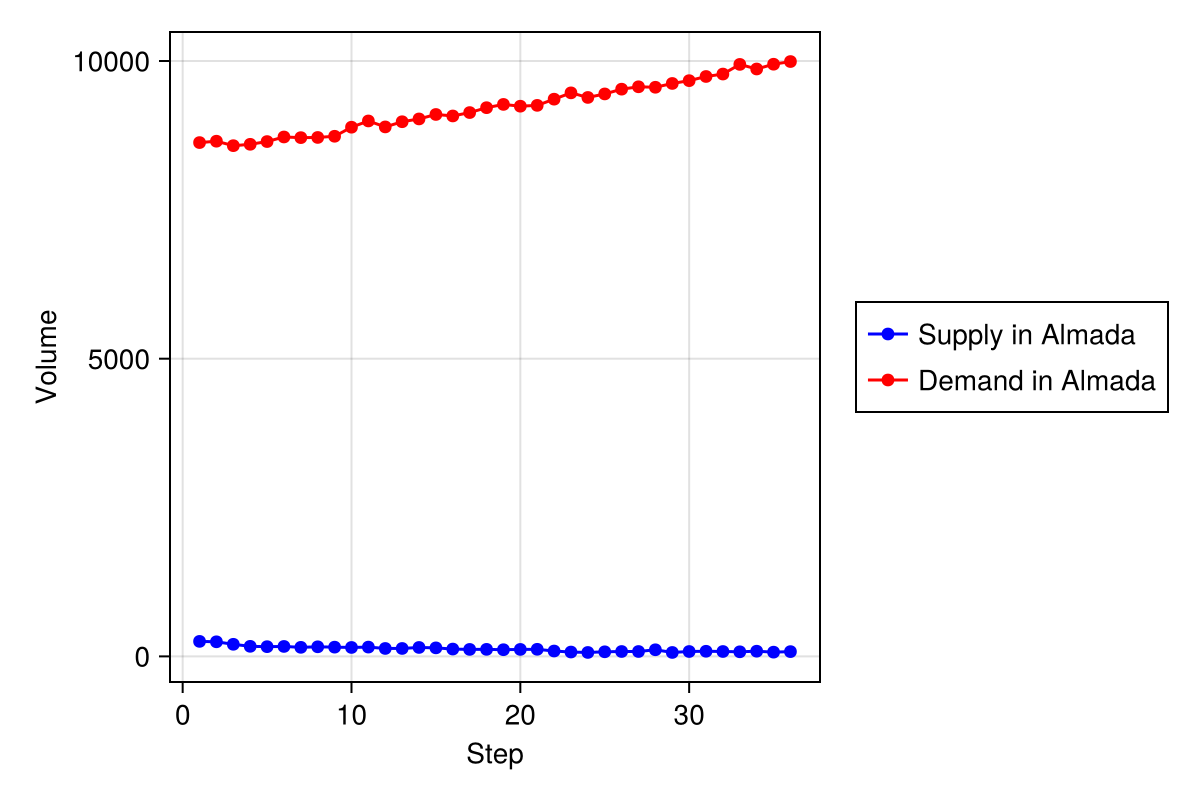 10000
5000
0
Volume
0 10 20 30
Step
Supply in Almada
Demand in Almada